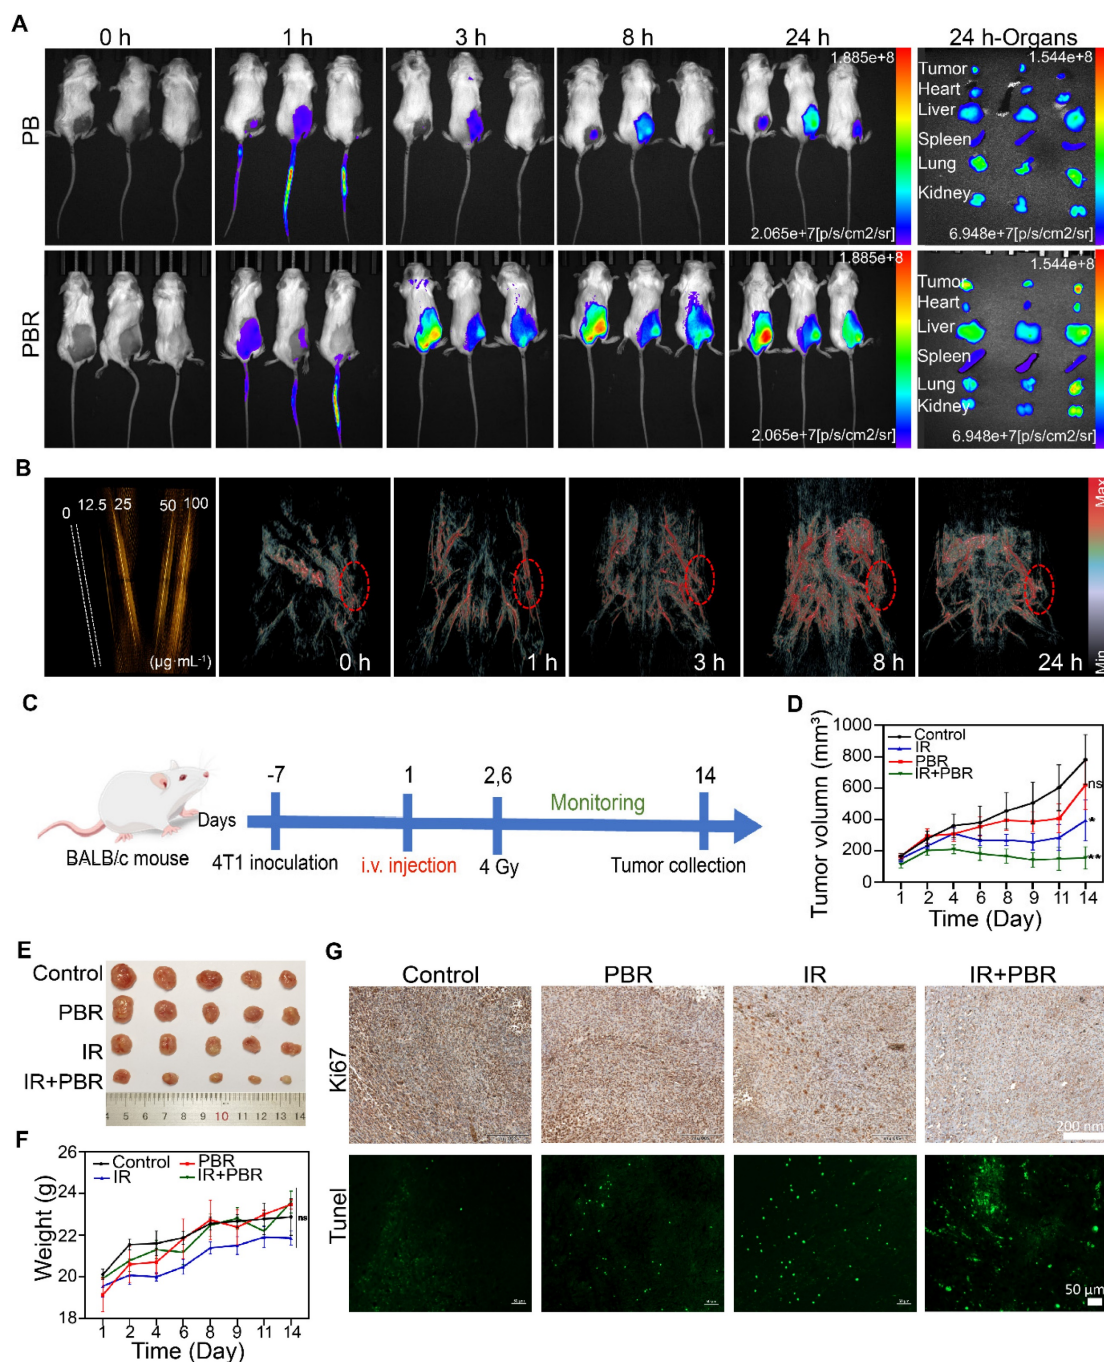 A
0 h 1 h 3 h 8 h 24 h 24 h-Organs
PB
1.885e+8
2.065e+7[p/s/cm2/sr]
1.544e+8
Tumor
Heart
Liver
Spleen
Lung
Kidney
6.948e+7[p/s/cm2/sr]
PBR
1.885e+8
2.065e+7[p/s/cm2/sr]
1.544e+8
Tumor
Heart
Liver
Spleen
Lung
Kidney
6.948e+7[p/s/cm2/sr]
B
0 12.5 25 50 100
(μg·mL⁻¹)
0 h 1 h 3 h 8 h 24 h
Max
Min
C
-7 1 2,6 14
Monitoring
Days
BALB/c mouse
4T1 inoculation i.v. injection 4 Gy Tumor collection
D
Tumor volumn (mm³)
1000
800
600
400
200
0
Control
IR
PBR
IR+PBR
ns
*
**
1 2 4 6 8 9 11 14
Time (Day)
E
Control
PBR
IR
IR+PBR
4 5 6 7 8 9 10 11 12 13 14
F
Weight (g)
26
24
22
20
18
Control PBR
IR IR+PBR
ns
1 2 4 6 8 9 11 14
Time (Day)
G
Control PBR IR IR+PBR
Ki67
200 nm
Tunel
50 μm